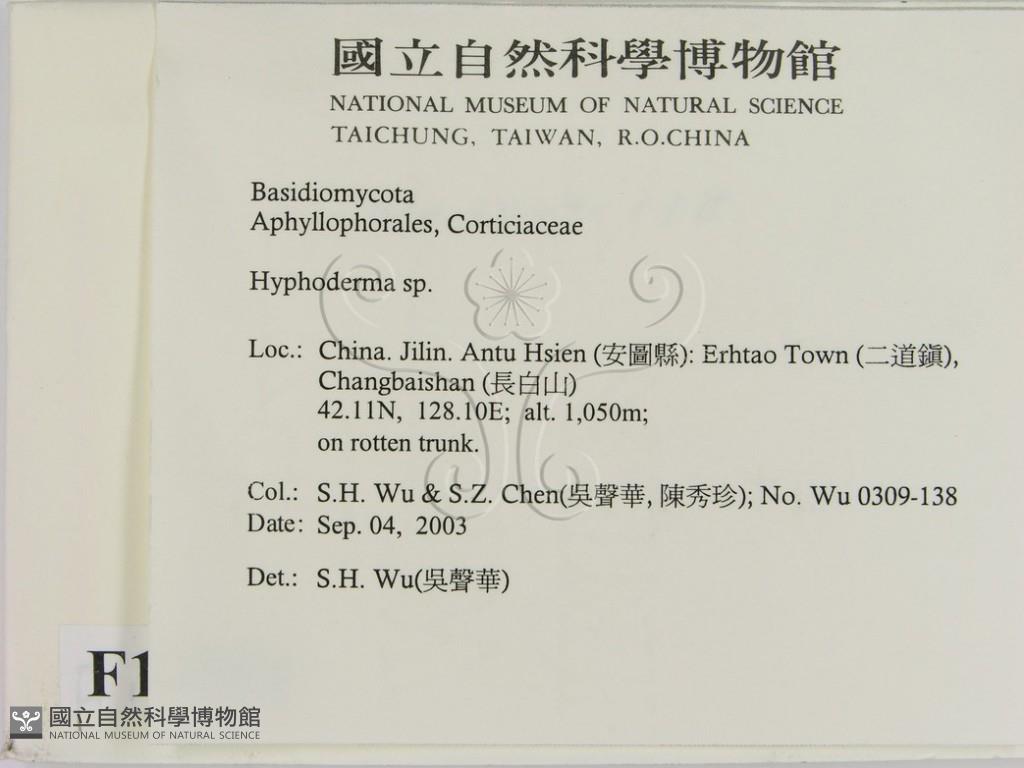 國立自然科學博物館
NATIONAL MUSEUM OF NATURAL SCIENCE
TAICHUNG, TAIWAN, R.O.CHINA
Basidiomycota
Aphyllophorales, Corticiaceae
Hyphoderma sp.
Loc.: China. Jilin. Antu Hsien (安圖縣): Erhtao Town (二道鎭),
Changbaishan (長白山)
42.11N, 128.10E; alt. 1,050m;
on rotten trunk.
Col.: S.H. Wu & S.Z. Chen(吳聲華, 陳秀珍); No. Wu 0309-138
Date: Sep. 04, 2003
Det.: S.H. Wu(吳聲華)
F1
國立自然科學博物館
NATIONAL MUSEUM OF NATURAL SCIENCE